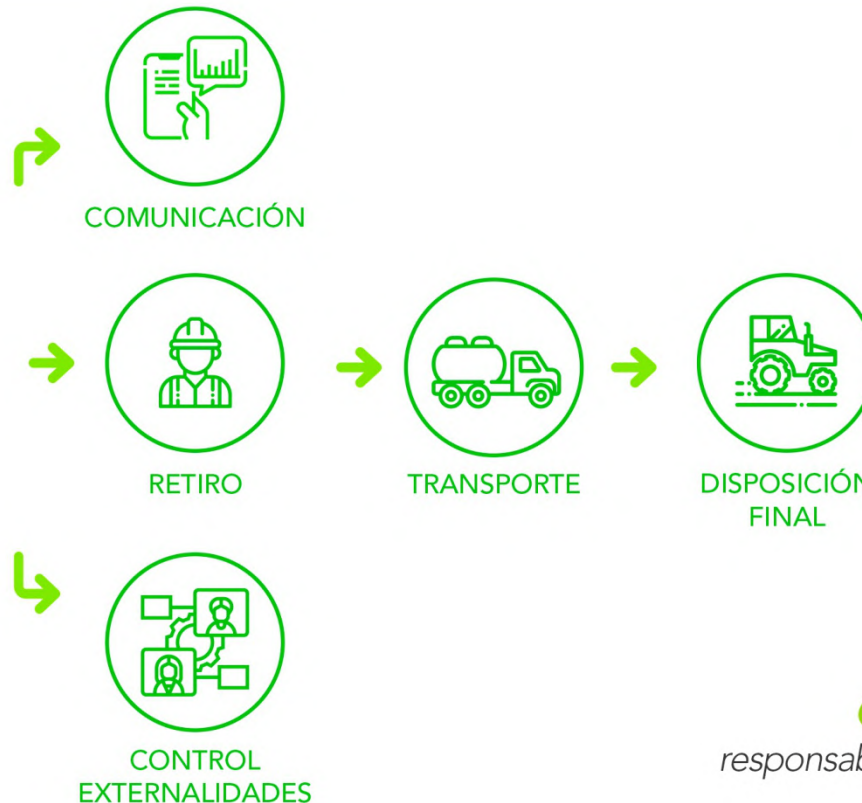 COMUNICACIÓN
RETIRO
TRANSPORTE
DISPOSICIÓN
FINAL
CONTROL
EXTERNALIDADES